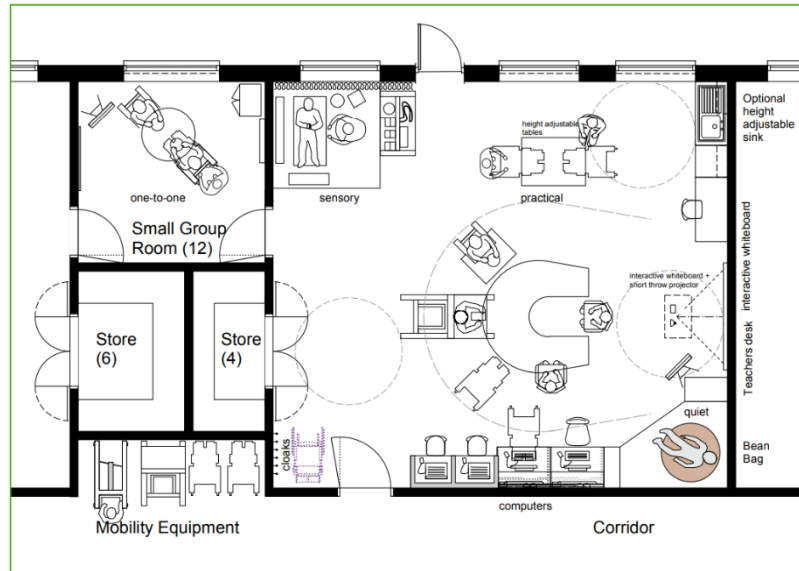 Optional
height
adjustable
sink
height adjustable
tables
one-to-one
sensory
practical
Small Group
Room (12)
interactive whiteboard
interactive whiteboard +
short throw projector
Store
(6)
Store
(4)
Teachers desk
quiet
cloaks
Bean
Bag
computers
Mobility Equipment
Corridor